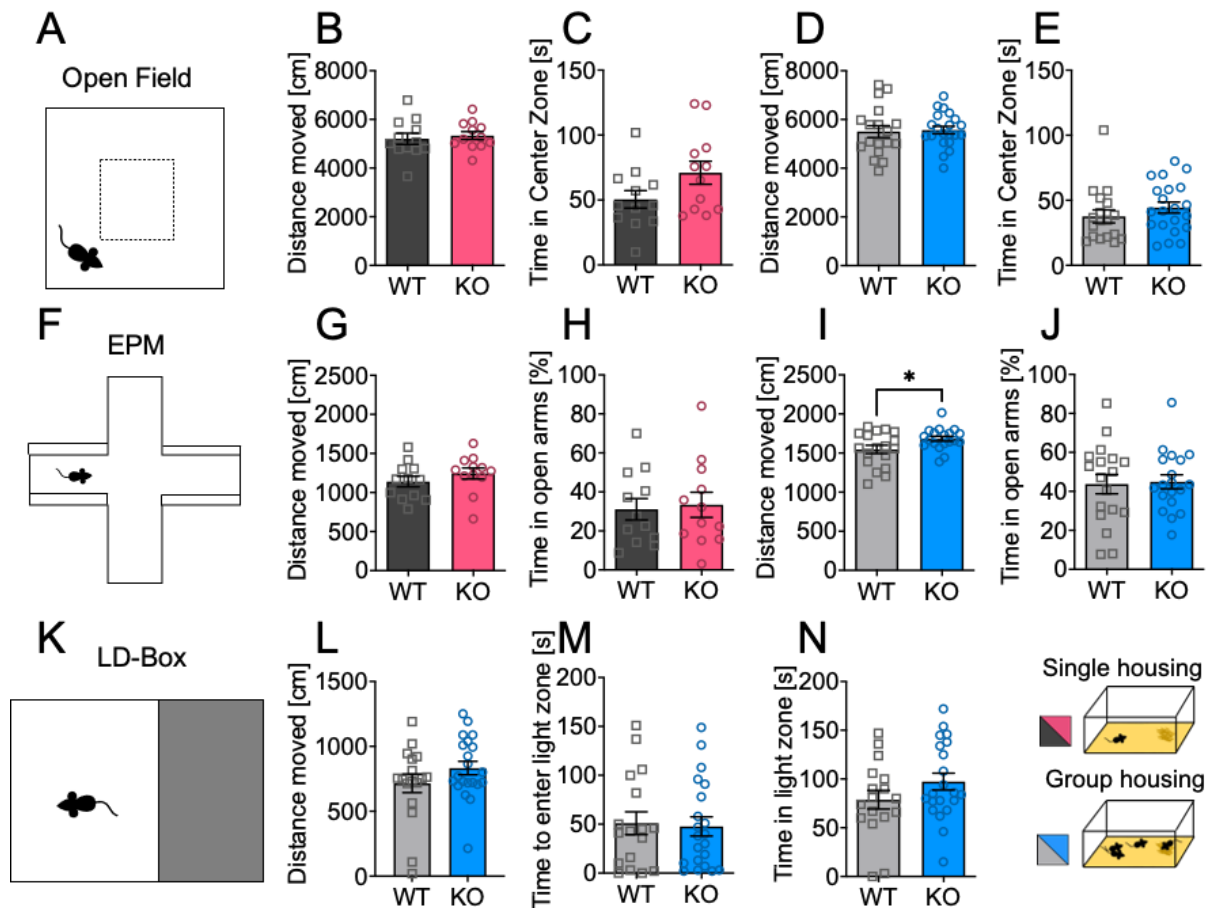 A
Open Field
B
Distance moved [cm]
8000
6000
4000
2000
0
WT
KO
C
Time in Center Zone [s]
150
100
50
0
WT
KO
D
Distance moved [cm]
8000
6000
4000
2000
0
WT
KO
E
Time in Center Zone [s]
150
100
50
0
WT
KO
F
EPM
G
Distance moved [cm]
2500
2000
1500
1000
500
0
WT
KO
H
Time in open arms [%]
100
80
60
40
20
0
WT
KO
I
Distance moved [cm]
2500
2000
1500
1000
500
0
*
WT
KO
J
Time in open arms [%]
100
80
60
40
20
0
WT
KO
K
LD-Box
L
Distance moved [cm]
1500
1000
500
0
WT
KO
M
Time to enter light zone [s]
200
150
100
50
0
WT
KO
N
Time in light zone [s]
200
150
100
50
0
WT
KO
Single housing
Group housing